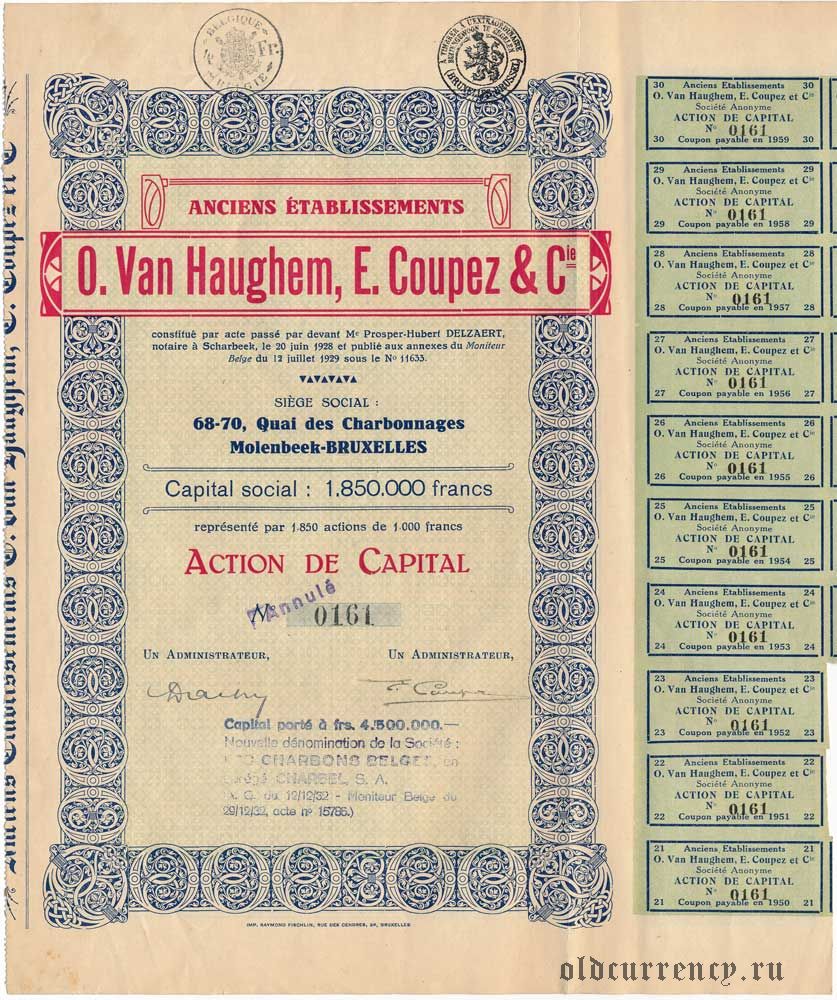 BELGIQUE
Fr.
BELGIE
A TIMBRER À L'EXTRAORDINAIRE
BUITENGEWOON TE ZEGELEN
(BRUXELLES-BRUSSEL)
ANCIENS ÉTABLISSEMENTS
O. Van Haughem, E. Coupez & Cie
constitué par acte passé par devant Me Prosper-Hubert DELZAERT,
notaire à Scharbeek, le 20 juin 1928 et publié aux annexes du Moniteur
Belge du 12 juillet 1929 sous le No 11633.
SIÈGE SOCIAL :
68-70, Quai des Charbonnages
Molenbeek-BRUXELLES
Capital social : 1,850.000 francs
représenté par 1.850 actions de 1.000 francs
ACTION DE CAPITAL
Annulé
No 0161
UN ADMINISTRATEUR, UN ADMINISTRATEUR,
Capital porté à frs. 4.500.000.—
Nouvelle dénomination de la Société :
CHARBONS BELGES, en
abrégé CHARBEL, S. A.
A. G. du 12/12/32 - Moniteur Belge du
29/12/32, acte no 15786.)
IMP. RAYMOND FISCHLIN, RUE DES CENDRES, BRUXELLES
30 Anciens Etablissements 30
O. Van Haughem, E. Coupez et Cie
Société Anonyme
ACTION DE CAPITAL
No 0161
30 Coupon payable en 1959 30
29 Anciens Etablissements 29
O. Van Haughem, E. Coupez et Cie
Société Anonyme
ACTION DE CAPITAL
No 0161
29 Coupon payable en 1958 29
28 Anciens Etablissements 28
O. Van Haughem, E. Coupez et Cie
Société Anonyme
ACTION DE CAPITAL
No 0161
28 Coupon payable en 1957 28
27 Anciens Etablissements 27
O. Van Haughem, E. Coupez et Cie
Société Anonyme
ACTION DE CAPITAL
No 0161
27 Coupon payable en 1956 27
26 Anciens Etablissements 26
O. Van Haughem, E. Coupez et Cie
Société Anonyme
ACTION DE CAPITAL
No 0161
26 Coupon payable en 1955 26
25 Anciens Etablissements 25
O. Van Haughem, E. Coupez et Cie
Société Anonyme
ACTION DE CAPITAL
No 0161
25 Coupon payable en 1954 25
24 Anciens Etablissements 24
O. Van Haughem, E. Coupez et Cie
Société Anonyme
ACTION DE CAPITAL
No 0161
24 Coupon payable en 1953 24
23 Anciens Etablissements 23
O. Van Haughem, E. Coupez et Cie
Société Anonyme
ACTION DE CAPITAL
No 0161
23 Coupon payable en 1952 23
22 Anciens Etablissements 22
O. Van Haughem, E. Coupez et Cie
Société Anonyme
ACTION DE CAPITAL
No 0161
22 Coupon payable en 1951 22
21 Anciens Etablissements 21
O. Van Haughem, E. Coupez et Cie
Société Anonyme
ACTION DE CAPITAL
No 0161
21 Coupon payable en 1950 21
oldcurrency.ru